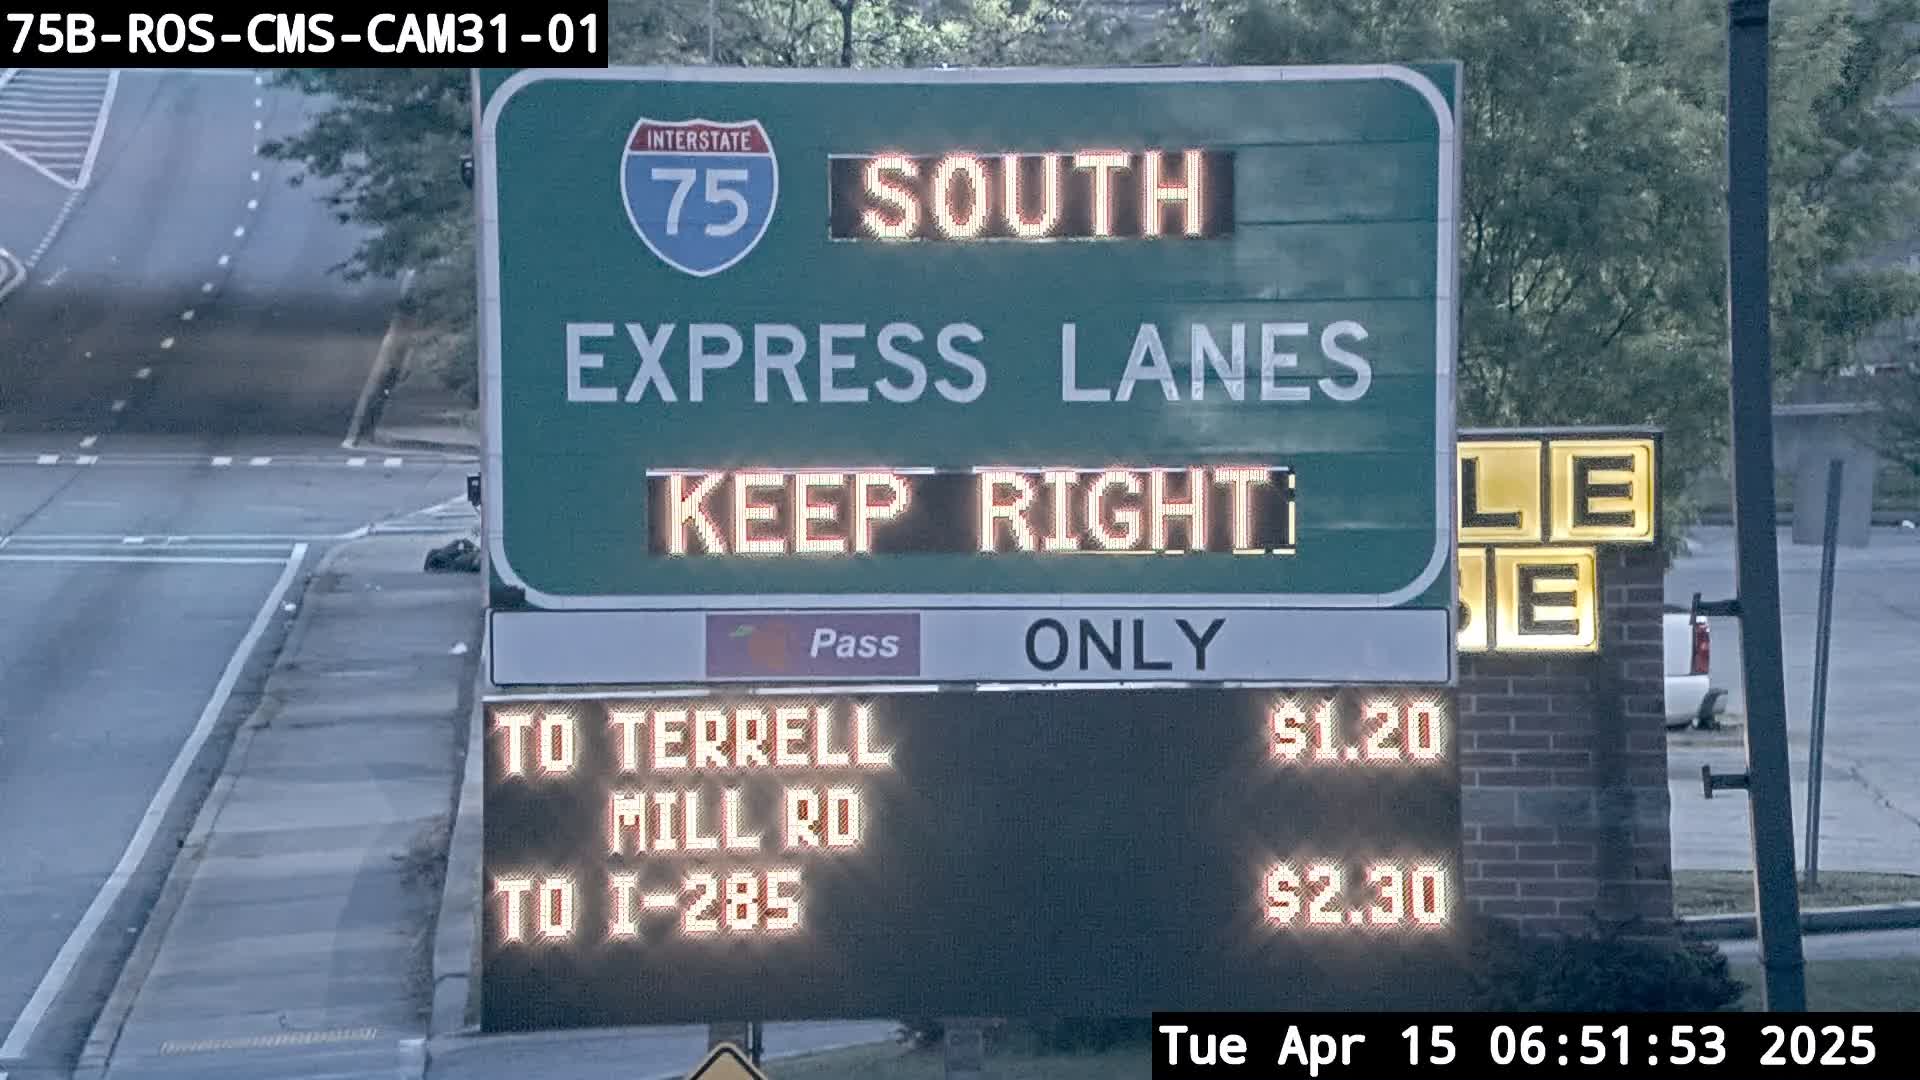 75B-ROS-CMS-CAM31-01
INTERSTATE
75
SOUTH
EXPRESS LANES
KEEP RIGHT
Pass ONLY
TO TERRELL $1.20
MILL RD
TO I-285 $2.30
LE
E
Tue Apr 15 06:51:53 2025